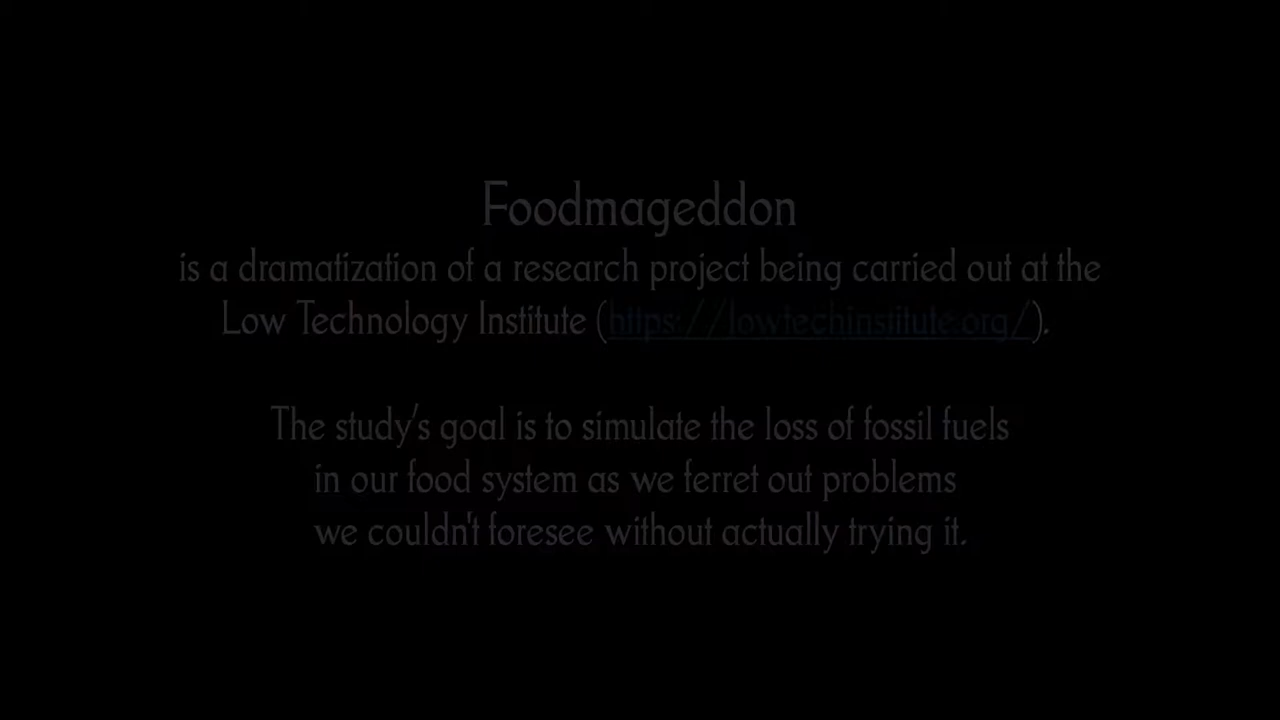 Foodmageddon
is a dramatization of a research project being carried out at the
Low Technology Institute (https://lowtechinstitute.org/).
The study's goal is to simulate the loss of fossil fuels
in our food system as we ferret out problems
we couldn't foresee without actually trying it.